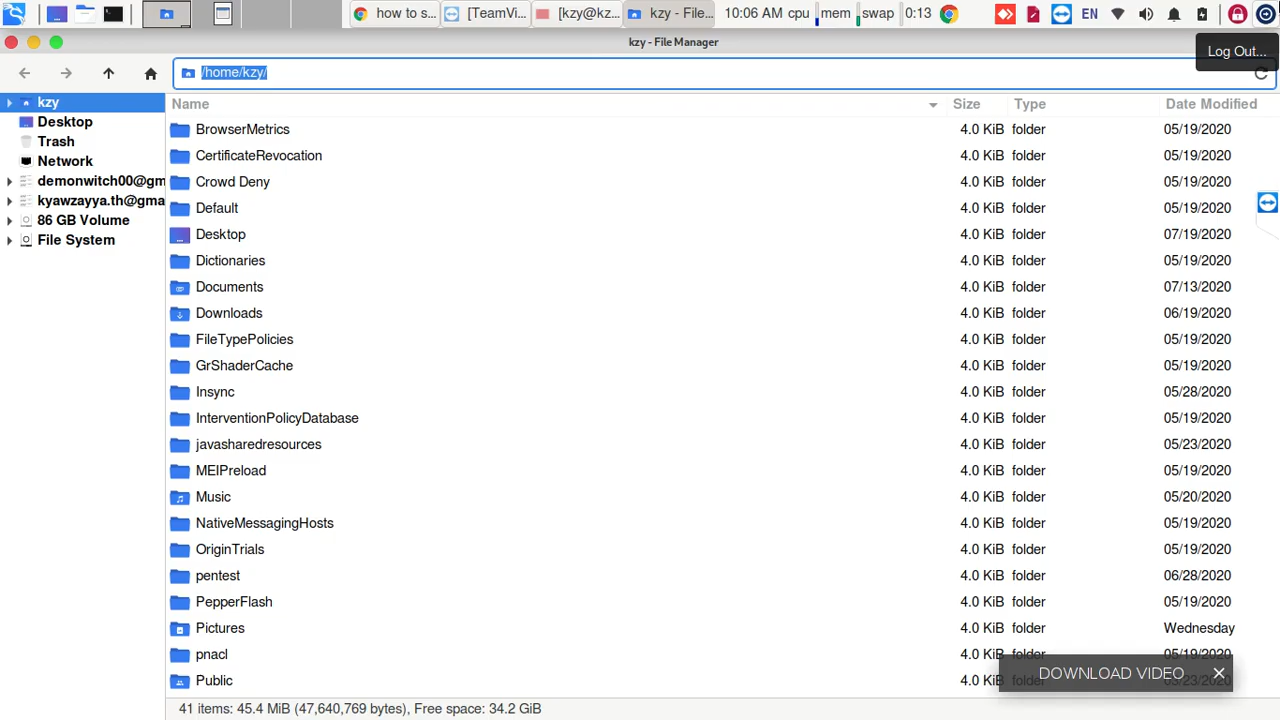 how to s... [TeamVi... [kzy@kz... kzy - File... 10:06 AM cpu mem swap 0:13 EN
kzy - File Manager
Log Out...
/home/kzy/
kzy
Desktop
Trash
Network
demonwitch00@gm
kyawzayya.th@gma
86 GB Volume
File System
Name Size Type Date Modified
BrowserMetrics 4.0 KiB folder 05/19/2020
CertificateRevocation 4.0 KiB folder 05/19/2020
Crowd Deny 4.0 KiB folder 05/19/2020
Default 4.0 KiB folder 05/19/2020
Desktop 4.0 KiB folder 07/19/2020
Dictionaries 4.0 KiB folder 05/19/2020
Documents 4.0 KiB folder 07/13/2020
Downloads 4.0 KiB folder 06/19/2020
FileTypePolicies 4.0 KiB folder 05/19/2020
GrShaderCache 4.0 KiB folder 05/19/2020
Insync 4.0 KiB folder 05/28/2020
InterventionPolicyDatabase 4.0 KiB folder 05/19/2020
javasharedresources 4.0 KiB folder 05/23/2020
MEIPreload 4.0 KiB folder 05/19/2020
Music 4.0 KiB folder 05/20/2020
NativeMessagingHosts 4.0 KiB folder 05/19/2020
OriginTrials 4.0 KiB folder 05/19/2020
pentest 4.0 KiB folder 06/28/2020
PepperFlash 4.0 KiB folder 05/19/2020
Pictures 4.0 KiB folder Wednesday
pnacl 4.0 KiB folder 05/19/2020
Public 4.0 KiB folder 05/23/2020
DOWNLOAD VIDEO
41 items: 45.4 MiB (47,640,769 bytes), Free space: 34.2 GiB